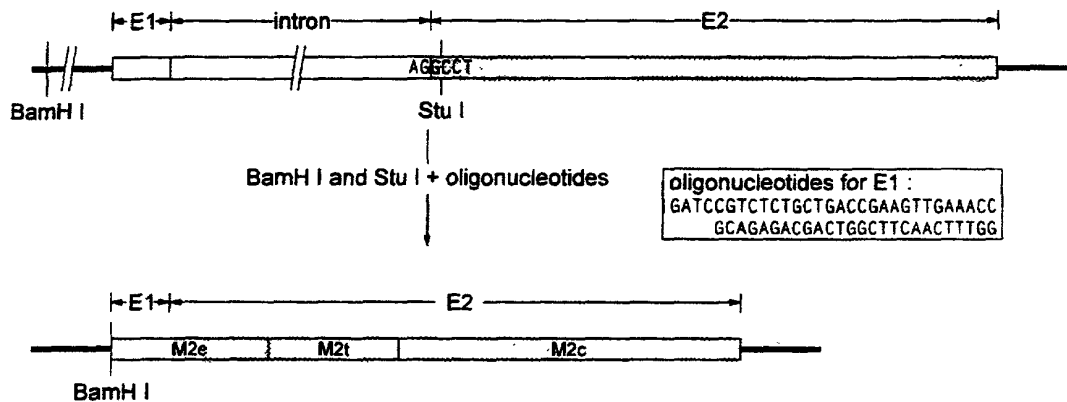 E1 intron E2
AGGCCT
BamH I Stu I
BamH I and Stu I + oligonucleotides
oligonucleotides for E1 :
GATCCGTCTCTGCTGACCGAAGTTGAAACC
GCAGAGACGACTGGCTTCAACTTTGG
E1 E2
M2e M2t M2c
BamH I